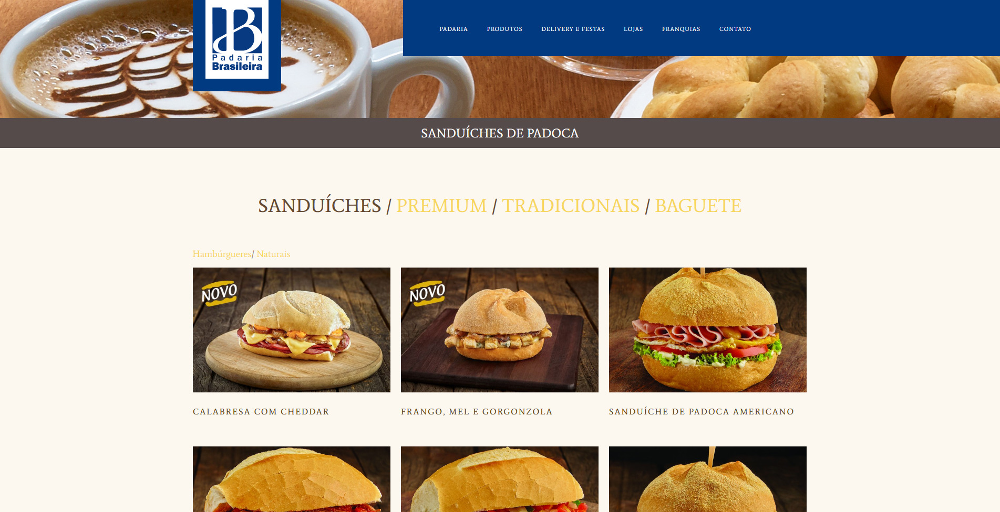 B
Padaria
Brasileira
PADARIA PRODUTOS DELIVERY E FESTAS LOJAS FRANQUIAS CONTATO
SANDUÍCHES DE PADOCA
SANDUÍCHES / PREMIUM / TRADICIONAIS / BAGUETE
Hambúrgueres/ Naturais
NOVO
NOVO
CALABRESA COM CHEDDAR
FRANGO, MEL E GORGONZOLA
SANDUÍCHE DE PADOCA AMERICANO